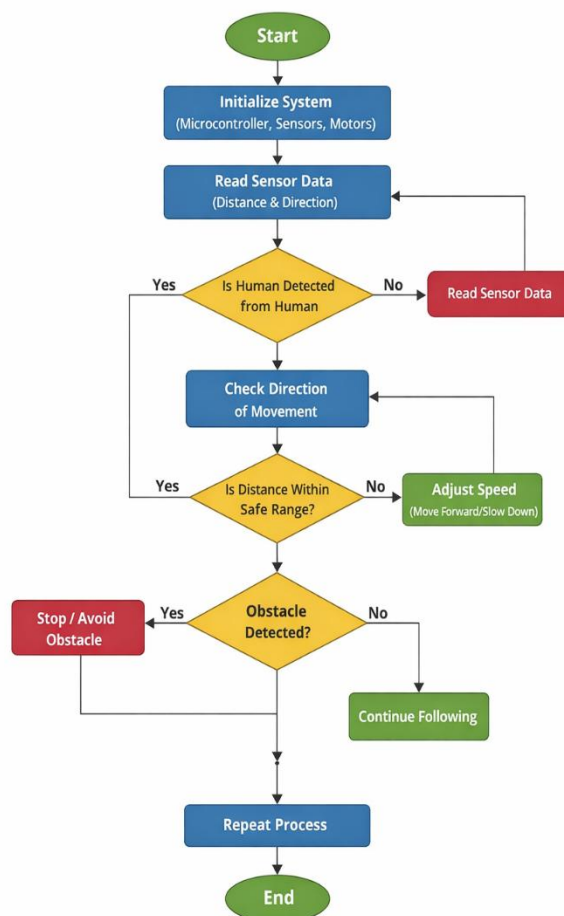 Start
Initialize System
(Microcontroller, Sensors, Motors)
Read Sensor Data
(Distance & Direction)
Yes
Is Human Detected
from Human
No
Read Sensor Data
Check Direction
of Movement
Yes
Is Distance Within
Safe Range?
No
Adjust Speed
(Move Forward/Slow Down)
Stop / Avoid
Obstacle
Yes
Obstacle
Detected?
No
Continue Following
Repeat Process
End